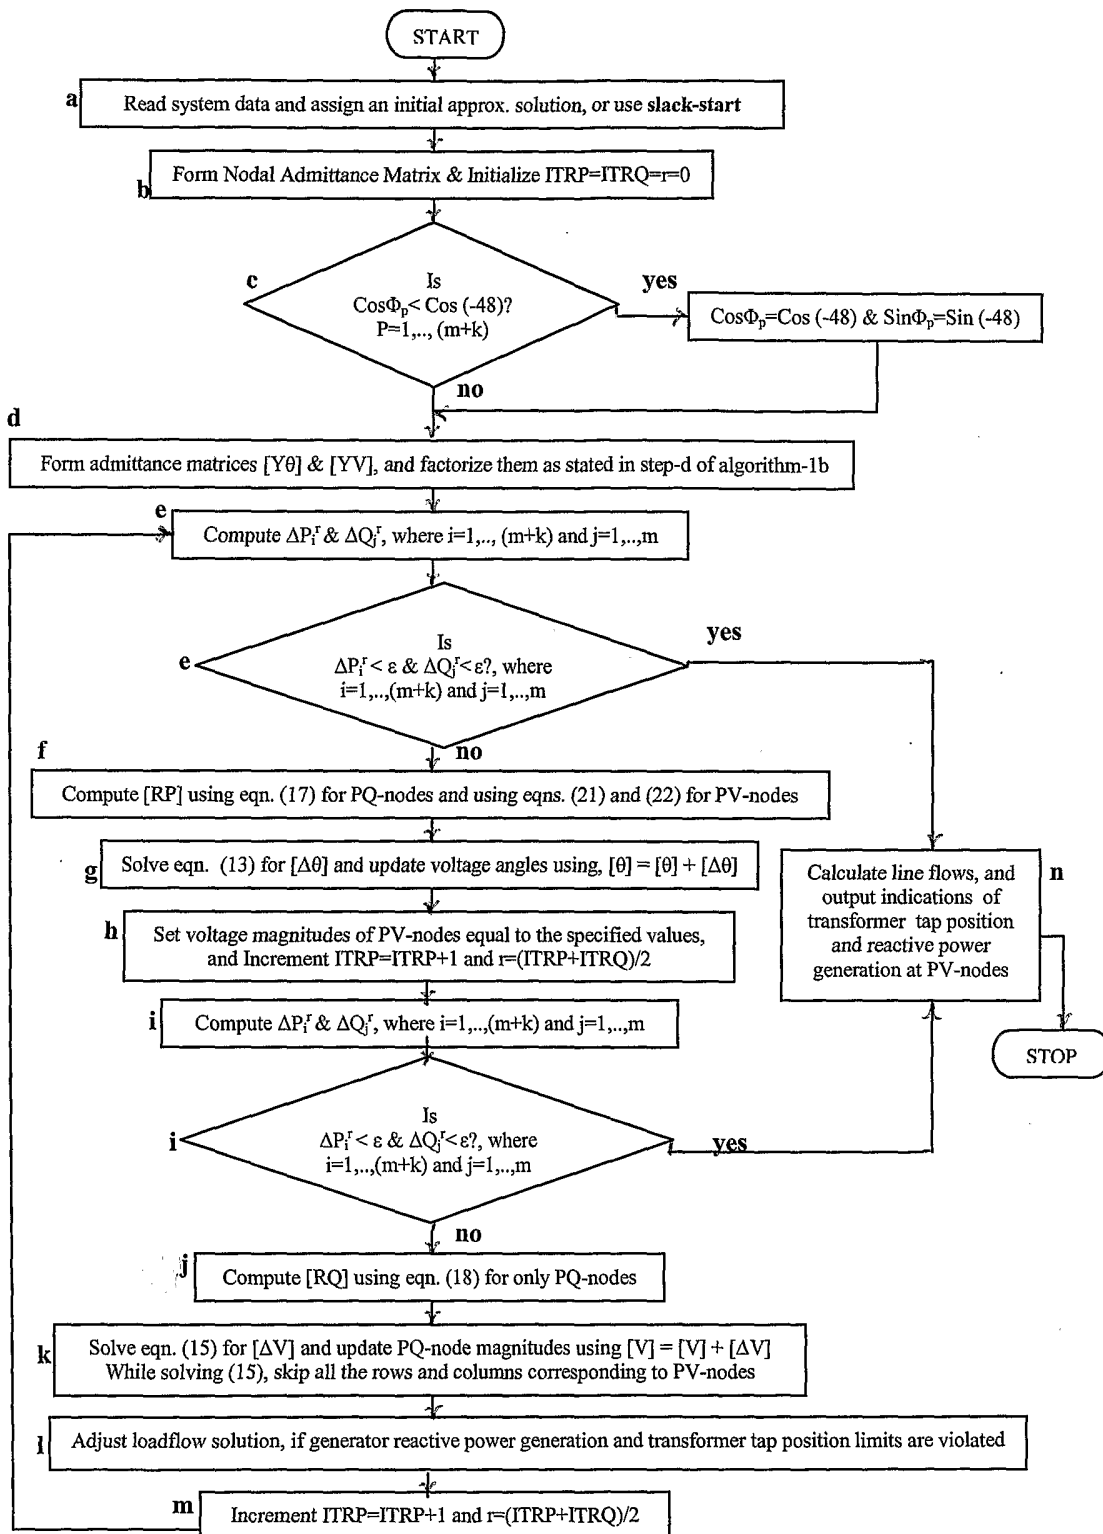 START
a
Read system data and assign an initial approx. solution, or use slack-start
b
Form Nodal Admittance Matrix & Initialize ITRP=ITRQ=r=0
c
Is
CosΦp< Cos (-48)?
P=1,.., (m+k)
yes
CosΦp=Cos (-48) & SinΦp=Sin (-48)
no
d
Form admittance matrices [Yθ] & [YV], and factorize them as stated in step-d of algorithm-1b
e
Compute ΔPi^r & ΔQj^r, where i=1,.., (m+k) and j=1,..,m
e
Is
ΔPi^r < ε & ΔQj^r< ε?, where
i=1,..,(m+k) and j=1,..,m
yes
no
f
Compute [RP] using eqn. (17) for PQ-nodes and using eqns. (21) and (22) for PV-nodes
g
Solve eqn. (13) for [Δθ] and update voltage angles using, [θ] = [θ] + [Δθ]
h
Set voltage magnitudes of PV-nodes equal to the specified values,
and Increment ITRP=ITRP+1 and r=(ITRP+ITRQ)/2
Calculate line flows, and
output indications of
transformer tap position
and reactive power
generation at PV-nodes
n
STOP
i
Compute ΔPi^r & ΔQj^r, where i=1,..,(m+k) and j=1,..,m
i
Is
ΔPi^r < ε & ΔQj^r< ε?, where
i=1,..,(m+k) and j=1,..,m
yes
no
j
Compute [RQ] using eqn. (18) for only PQ-nodes
k
Solve eqn. (15) for [ΔV] and update PQ-node magnitudes using [V] = [V] + [ΔV]
While solving (15), skip all the rows and columns corresponding to PV-nodes
l
Adjust loadflow solution, if generator reactive power generation and transformer tap position limits are violated
m
Increment ITRP=ITRP+1 and r=(ITRP+ITRQ)/2